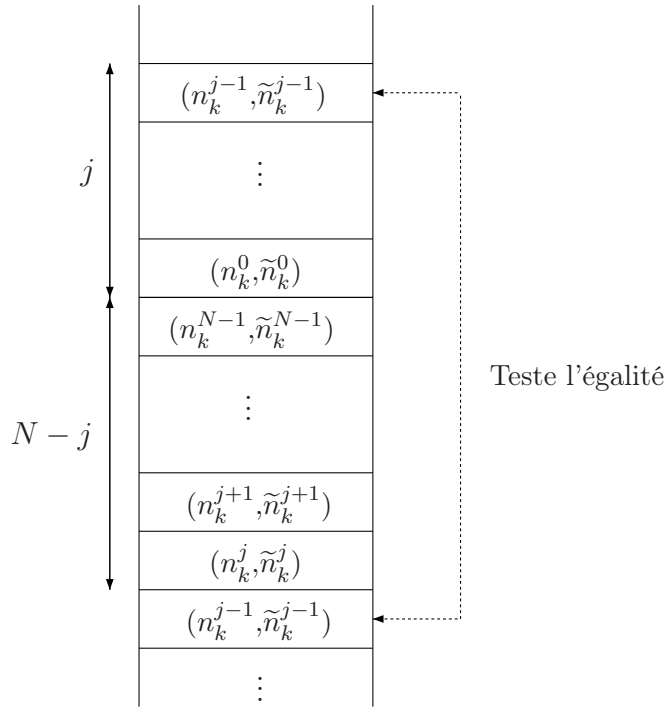 (n_k^{j-1},ñ_k^{j-1})
j
⋮
(n_k^0,ñ_k^0)
(n_k^{N-1},ñ_k^{N-1})
Teste l'égalité
⋮
N − j
(n_k^{j+1},ñ_k^{j+1})
(n_k^j,ñ_k^j)
(n_k^{j-1},ñ_k^{j-1})
⋮